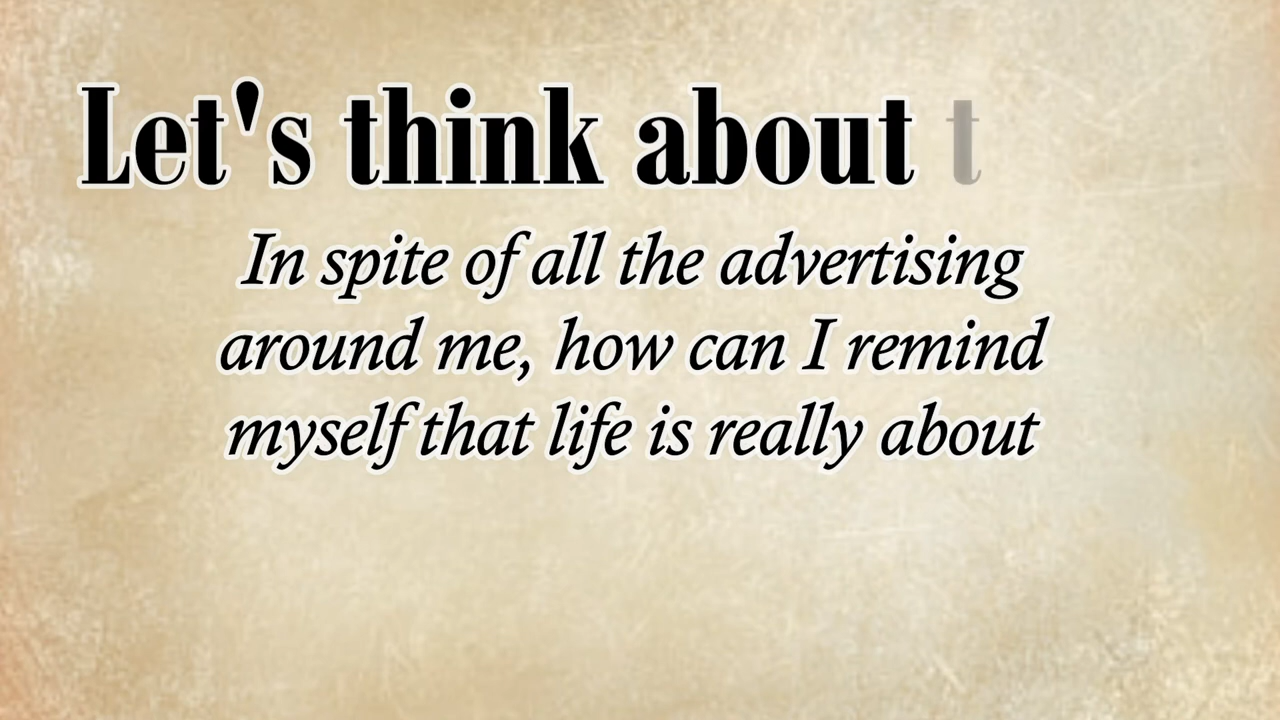 Let's think about t
In spite of all the advertising
around me, how can I remind
myself that life is really about